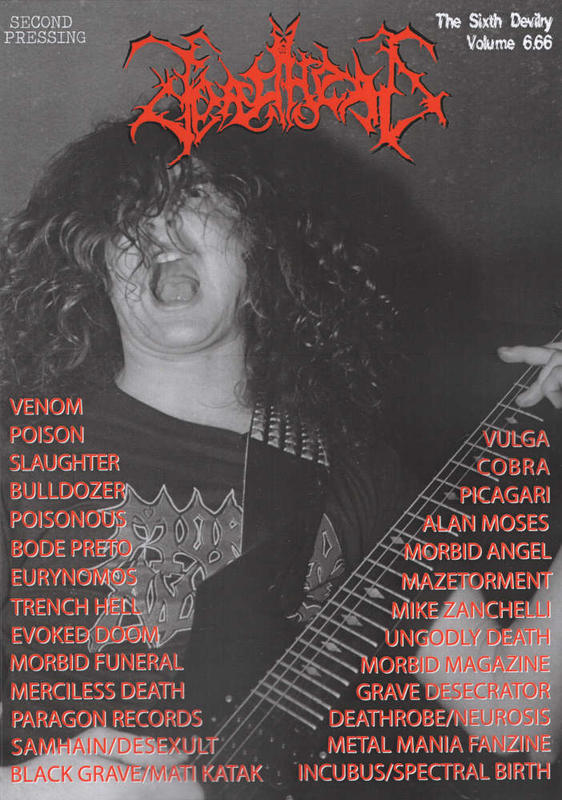 SECOND
PRESSING
The Sixth Devilry
Volume 6.66
VENOM
POISON
SLAUGHTER
BULLDOZER
POISONOUS
BODE PRETO
EURYNOMOS
TRENCH HELL
EVOKED DOOM
MORBID FUNERAL
MERCILESS DEATH
PARAGON RECORDS
SAMHAIN/DESEXULT
BLACK GRAVE/MATI KATAK
VULGA
COBRA
PICAGARI
ALAN MOSES
MORBID ANGEL
MAZETORMENT
MIKE ZANCHELLI
UNGODLY DEATH
MORBID MAGAZINE
GRAVE DESECRATOR
DEATHROBE/NEUROSIS
METAL MANIA FANZINE
INCUBUS/SPECTRAL BIRTH